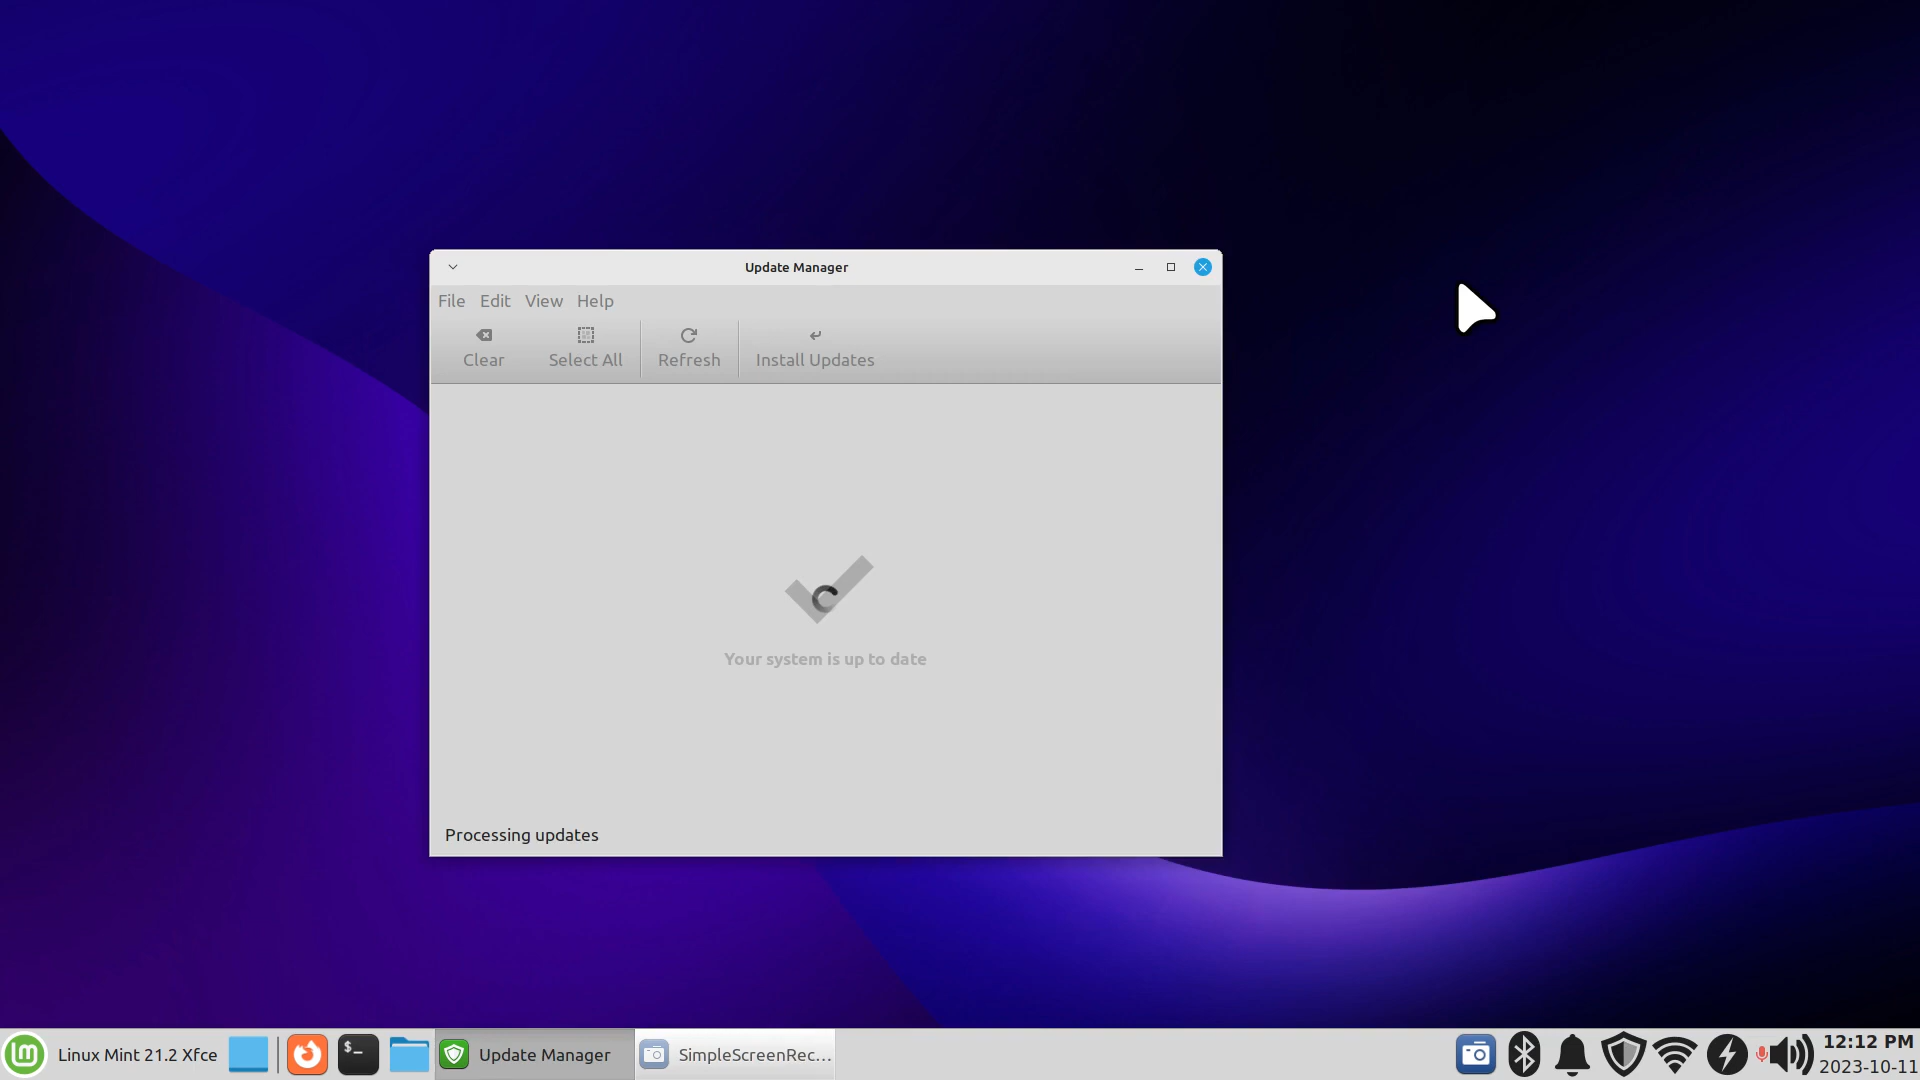 Update Manager
File Edit View Help
Clear Select All Refresh Install Updates
Your system is up to date
Processing updates
Linux Mint 21.2 Xfce
$_
Update Manager
SimpleScreenRec...
12:12 PM
2023-10-11